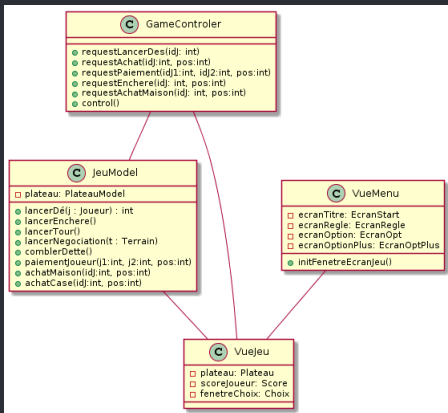 C GameControler
requestLancerDes(idJ: int)
requestAchat(idJ:int, pos:int)
requestPaiement(idJ1:int, idJ2:int, pos:int)
requestEnchere(idJ: int, pos:int)
requestAchatMaison(idJ: int, pos:int)
control()
C JeuModel
plateau: PlateauModel
lancerDé(j : Joueur) : int
lancerEnchere()
lancerTour()
lancerNegociation(t : Terrain)
comblerDette()
paiementJoueur(j1:int, j2:int, pos:int)
achatMaison(idJ:int, pos:int)
achatCase(idJ:int, pos:int)
C VueMenu
ecranTitre: EcranStart
ecranRegle: EcranRegle
ecranOption: EcranOpt
ecranOptionPlus: EcranOptPlus
initFenetreEcranJeu()
C VueJeu
plateau: Plateau
scoreJoueur: Score
fenetreChoix: Choix